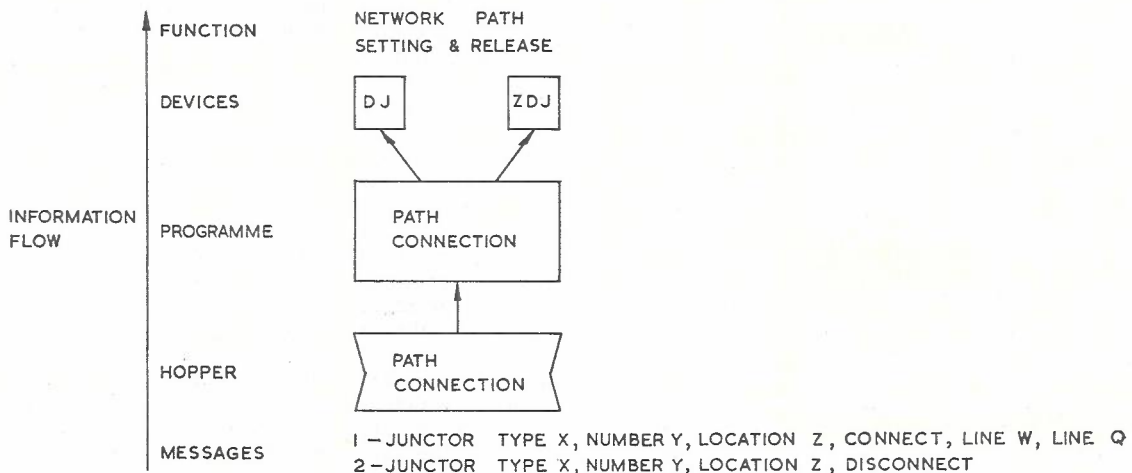 FUNCTION
NETWORK PATH
SETTING & RELEASE
DEVICES
DJ
ZDJ
INFORMATION
FLOW
PROGRAMME
PATH
CONNECTION
HOPPER
PATH
CONNECTION
MESSAGES
1 - JUNCTOR TYPE X, NUMBER Y, LOCATION Z, CONNECT, LINE W, LINE Q
2 - JUNCTOR TYPE X, NUMBER Y, LOCATION Z, DISCONNECT